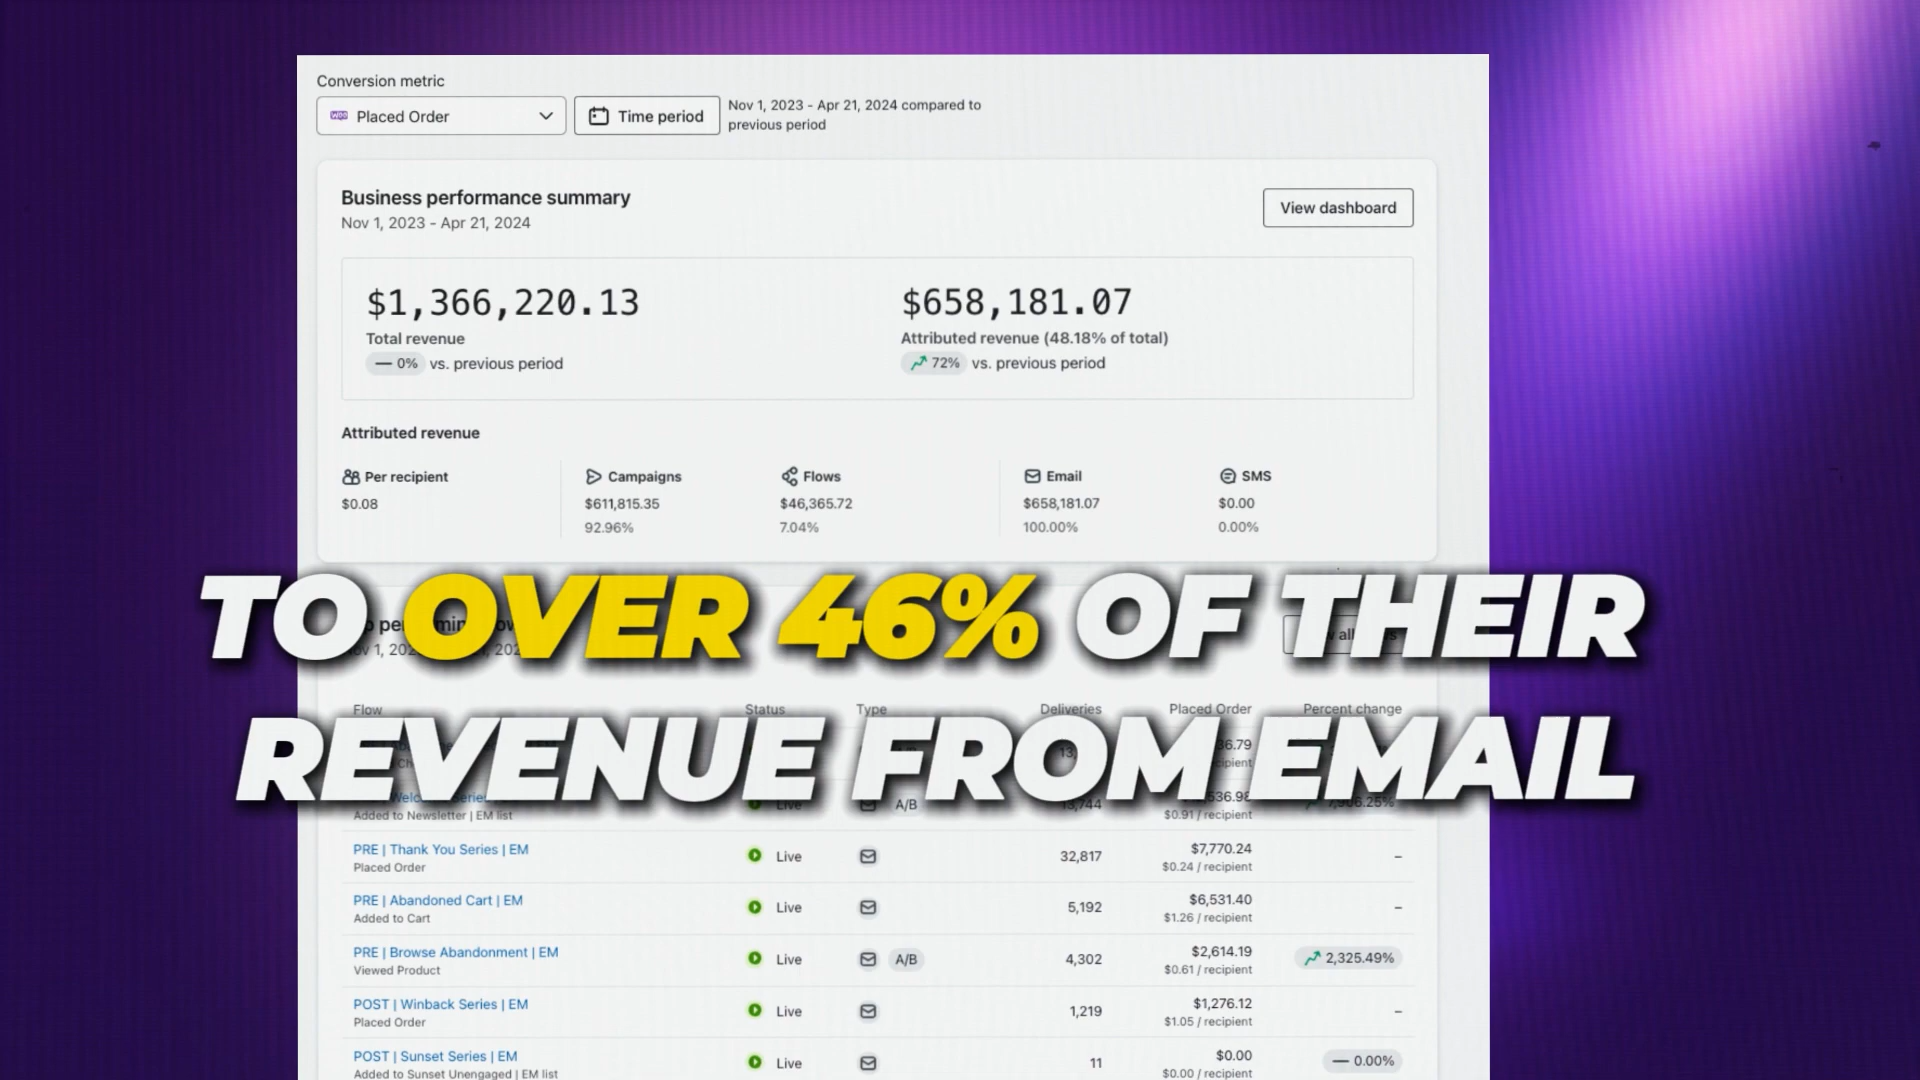 Conversion metric
Woo Placed Order
Time period
Nov 1, 2023 - Apr 21, 2024 compared to
previous period
Business performance summary
Nov 1, 2023 - Apr 21, 2024
View dashboard
$1,366,220.13
Total revenue
— 0% vs. previous period
$658,181.07
Attributed revenue (48.18% of total)
72% vs. previous period
Attributed revenue
Per recipient
$0.08
Campaigns
$611,815.35
92.96%
Flows
$46,365.72
7.04%
Email
$658,181.07
100.00%
SMS
$0.00
0.00%
TO OVER 46% OF THEIR
REVENUE FROM EMAIL
Flow Status Type Deliveries Placed Order Percent change
Live A/B 13,744
Added to Newsletter | EM list $0.91 / recipient
PRE | Thank You Series | EM Live 32,817 $7,770.24 –
Placed Order $0.24 / recipient
PRE | Abandoned Cart | EM Live 5,192 $6,531.40 –
Added to Cart $1.26 / recipient
PRE | Browse Abandonment | EM Live A/B 4,302 $2,614.19 2,325.49%
Viewed Product $0.61 / recipient
POST | Winback Series | EM Live 1,219 $1,276.12 –
Placed Order $1.05 / recipient
POST | Sunset Series | EM Live 11 $0.00 — 0.00%
Added to Sunset Unengaged | EM list $0.00 / recipient